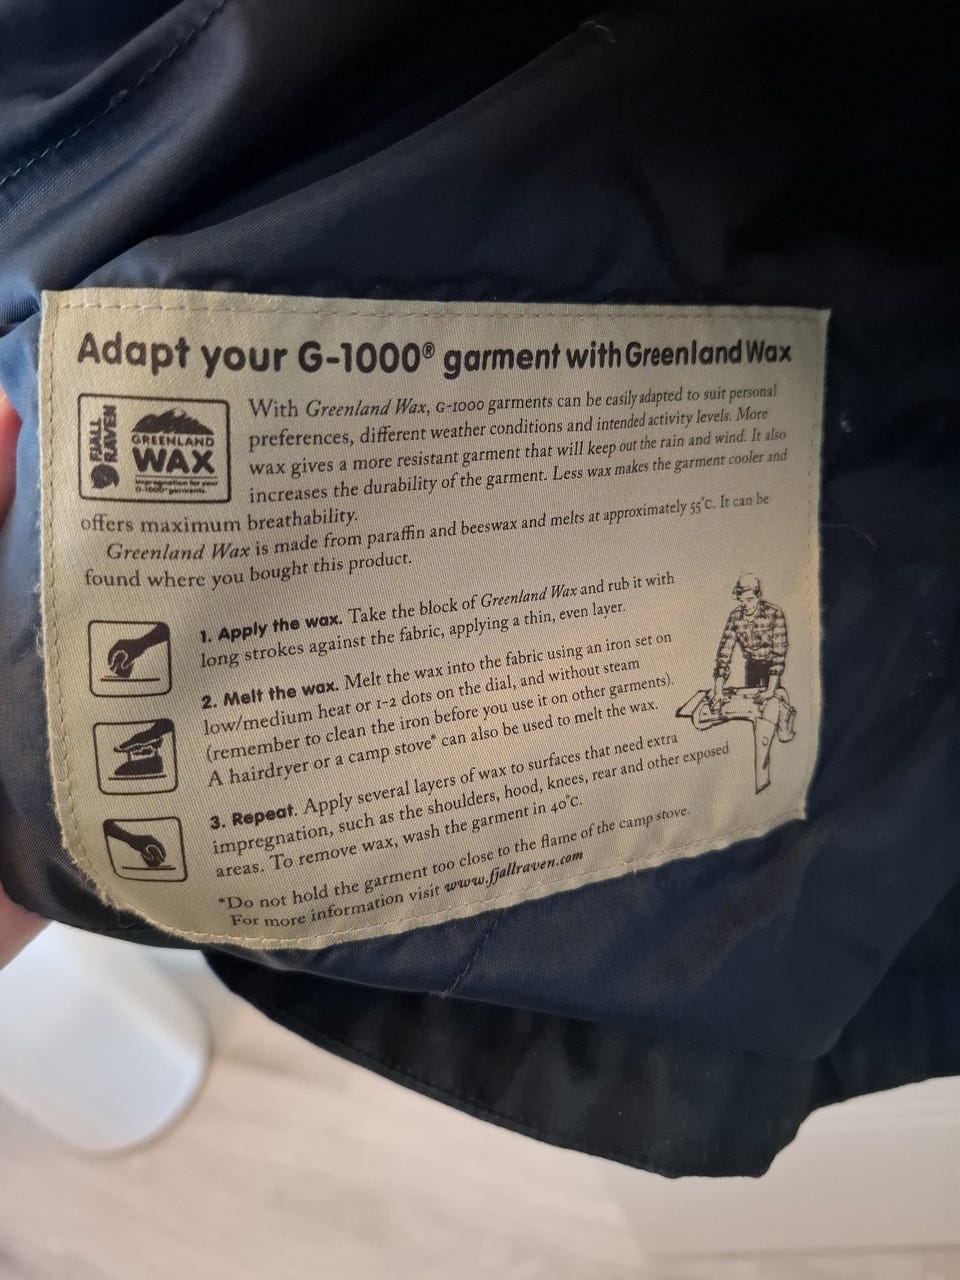 Adapt your G-1000® garment with Greenland Wax
FJÄLL
RÄVEN
GREENLAND
WAX
Impregnation for your
G-1000® garments.
With Greenland Wax, G-1000 garments can be easily adapted to suit personal
preferences, different weather conditions and intended activity levels. More
wax gives a more resistant garment that will keep out the rain and wind. It also
increases the durability of the garment. Less wax makes the garment cooler and
offers maximum breathability.
Greenland Wax is made from paraffin and beeswax and melts at approximately 55°C. It can be
found where you bought this product.
1. Apply the wax. Take the block of Greenland Wax and rub it with
long strokes against the fabric, applying a thin, even layer.
2. Melt the wax. Melt the wax into the fabric using an iron set on
low/medium heat or 1-2 dots on the dial, and without steam
(remember to clean the iron before you use it on other garments).
A hairdryer or a camp stove* can also be used to melt the wax.
3. Repeat. Apply several layers of wax to surfaces that need extra
impregnation, such as the shoulders, hood, knees, rear and other exposed
areas. To remove wax, wash the garment in 40°C.
*Do not hold the garment too close to the flame of the camp stove.
For more information visit www.fjallraven.com